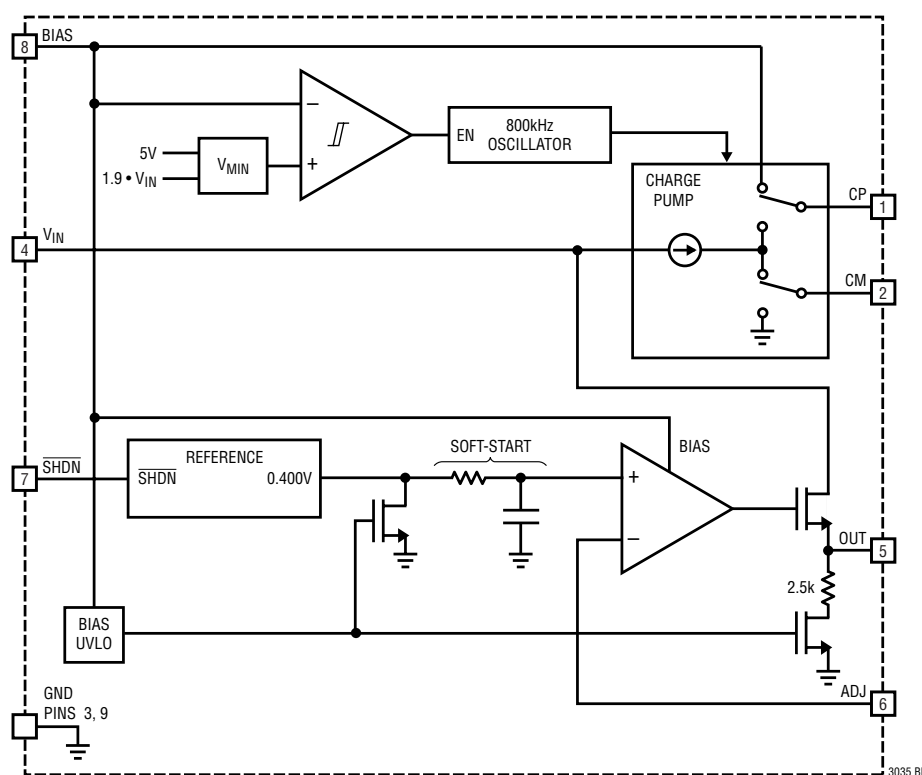 8
BIAS
−
+
5V
1.9 • VIN
VMIN
EN
800kHz
OSCILLATOR
CHARGE
PUMP
CP
1
CM
2
4
VIN
7
SHDN
REFERENCE
SHDN
0.400V
SOFT-START
BIAS
+
−
OUT
5
2.5k
BIAS
UVLO
GND
PINS 3, 9
ADJ
6